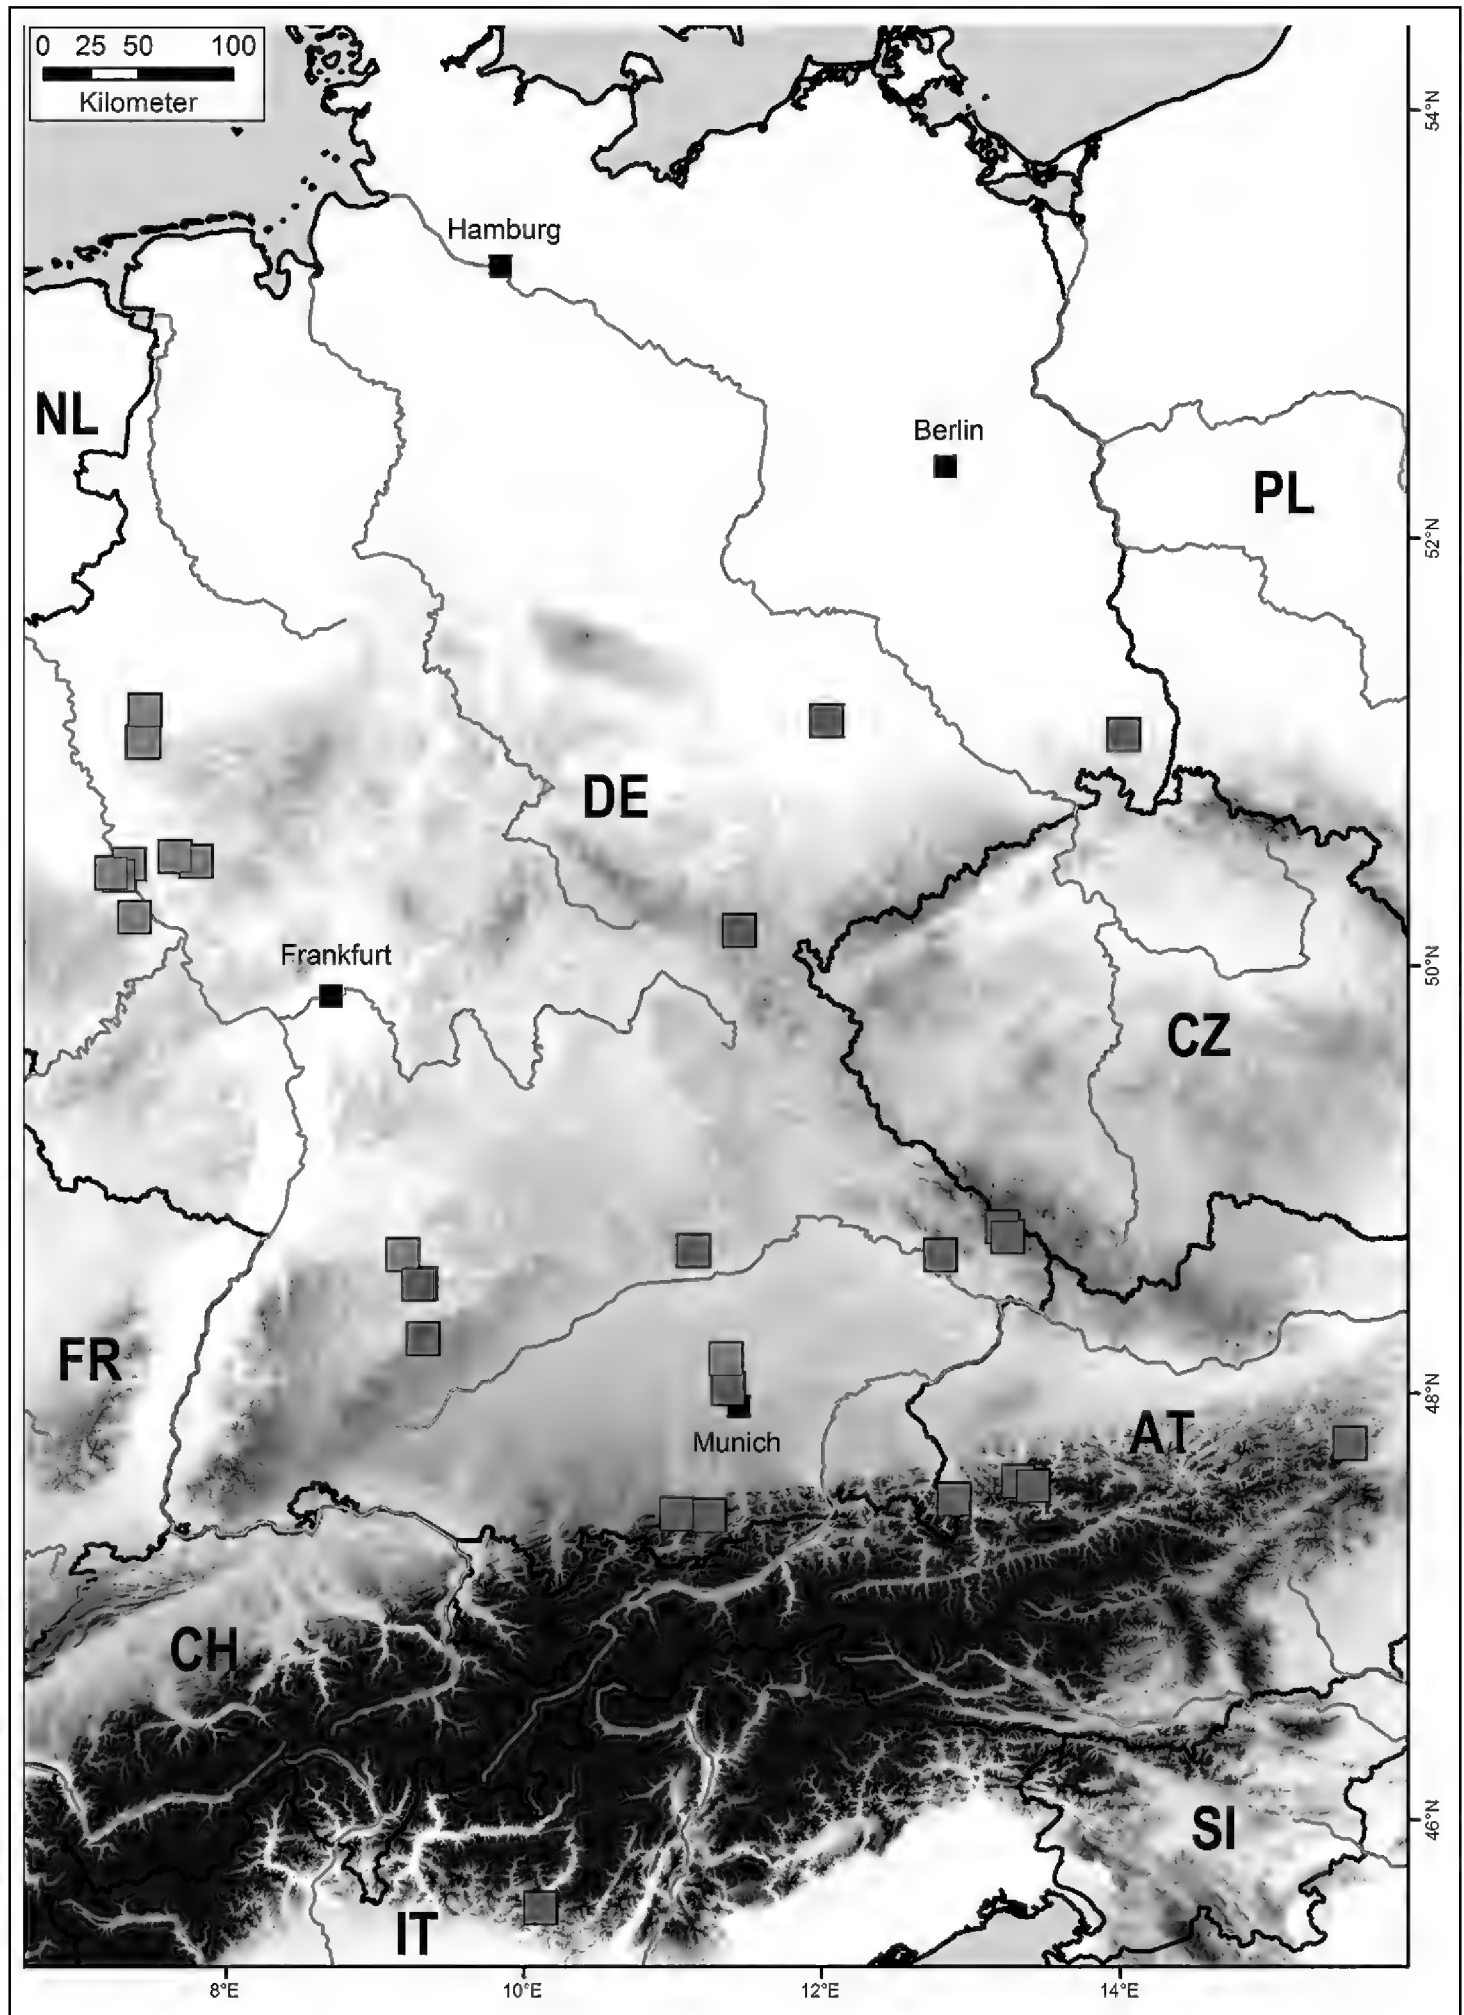 0 25 50 100
Kilometer
54°N
Hamburg
NL
Berlin
PL
52°N
DE
Frankfurt
50°N
CZ
FR
48°N
AT
Munich
CH
SI
46°N
IT
8°E 10°E 12°E 14°E